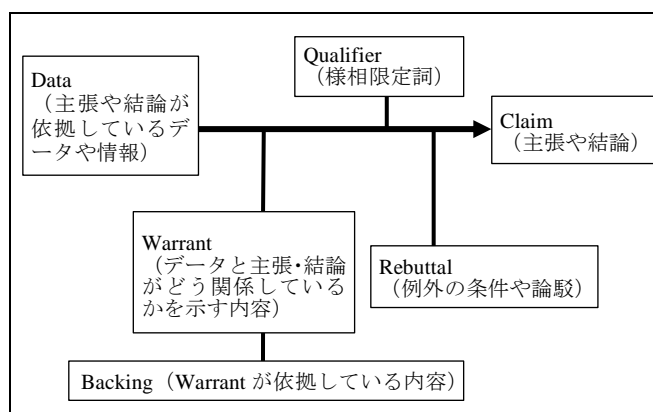 Qualifier
（様相限定詞）
Data
（主張や結論が
依拠しているデ
ータや情報）
Claim
（主張や結論）
Warrant
（データと主張・結論
がどう関係している
かを示す内容）
Rebuttal
（例外の条件や論駁）
Backing（Warrant が依拠している内容）